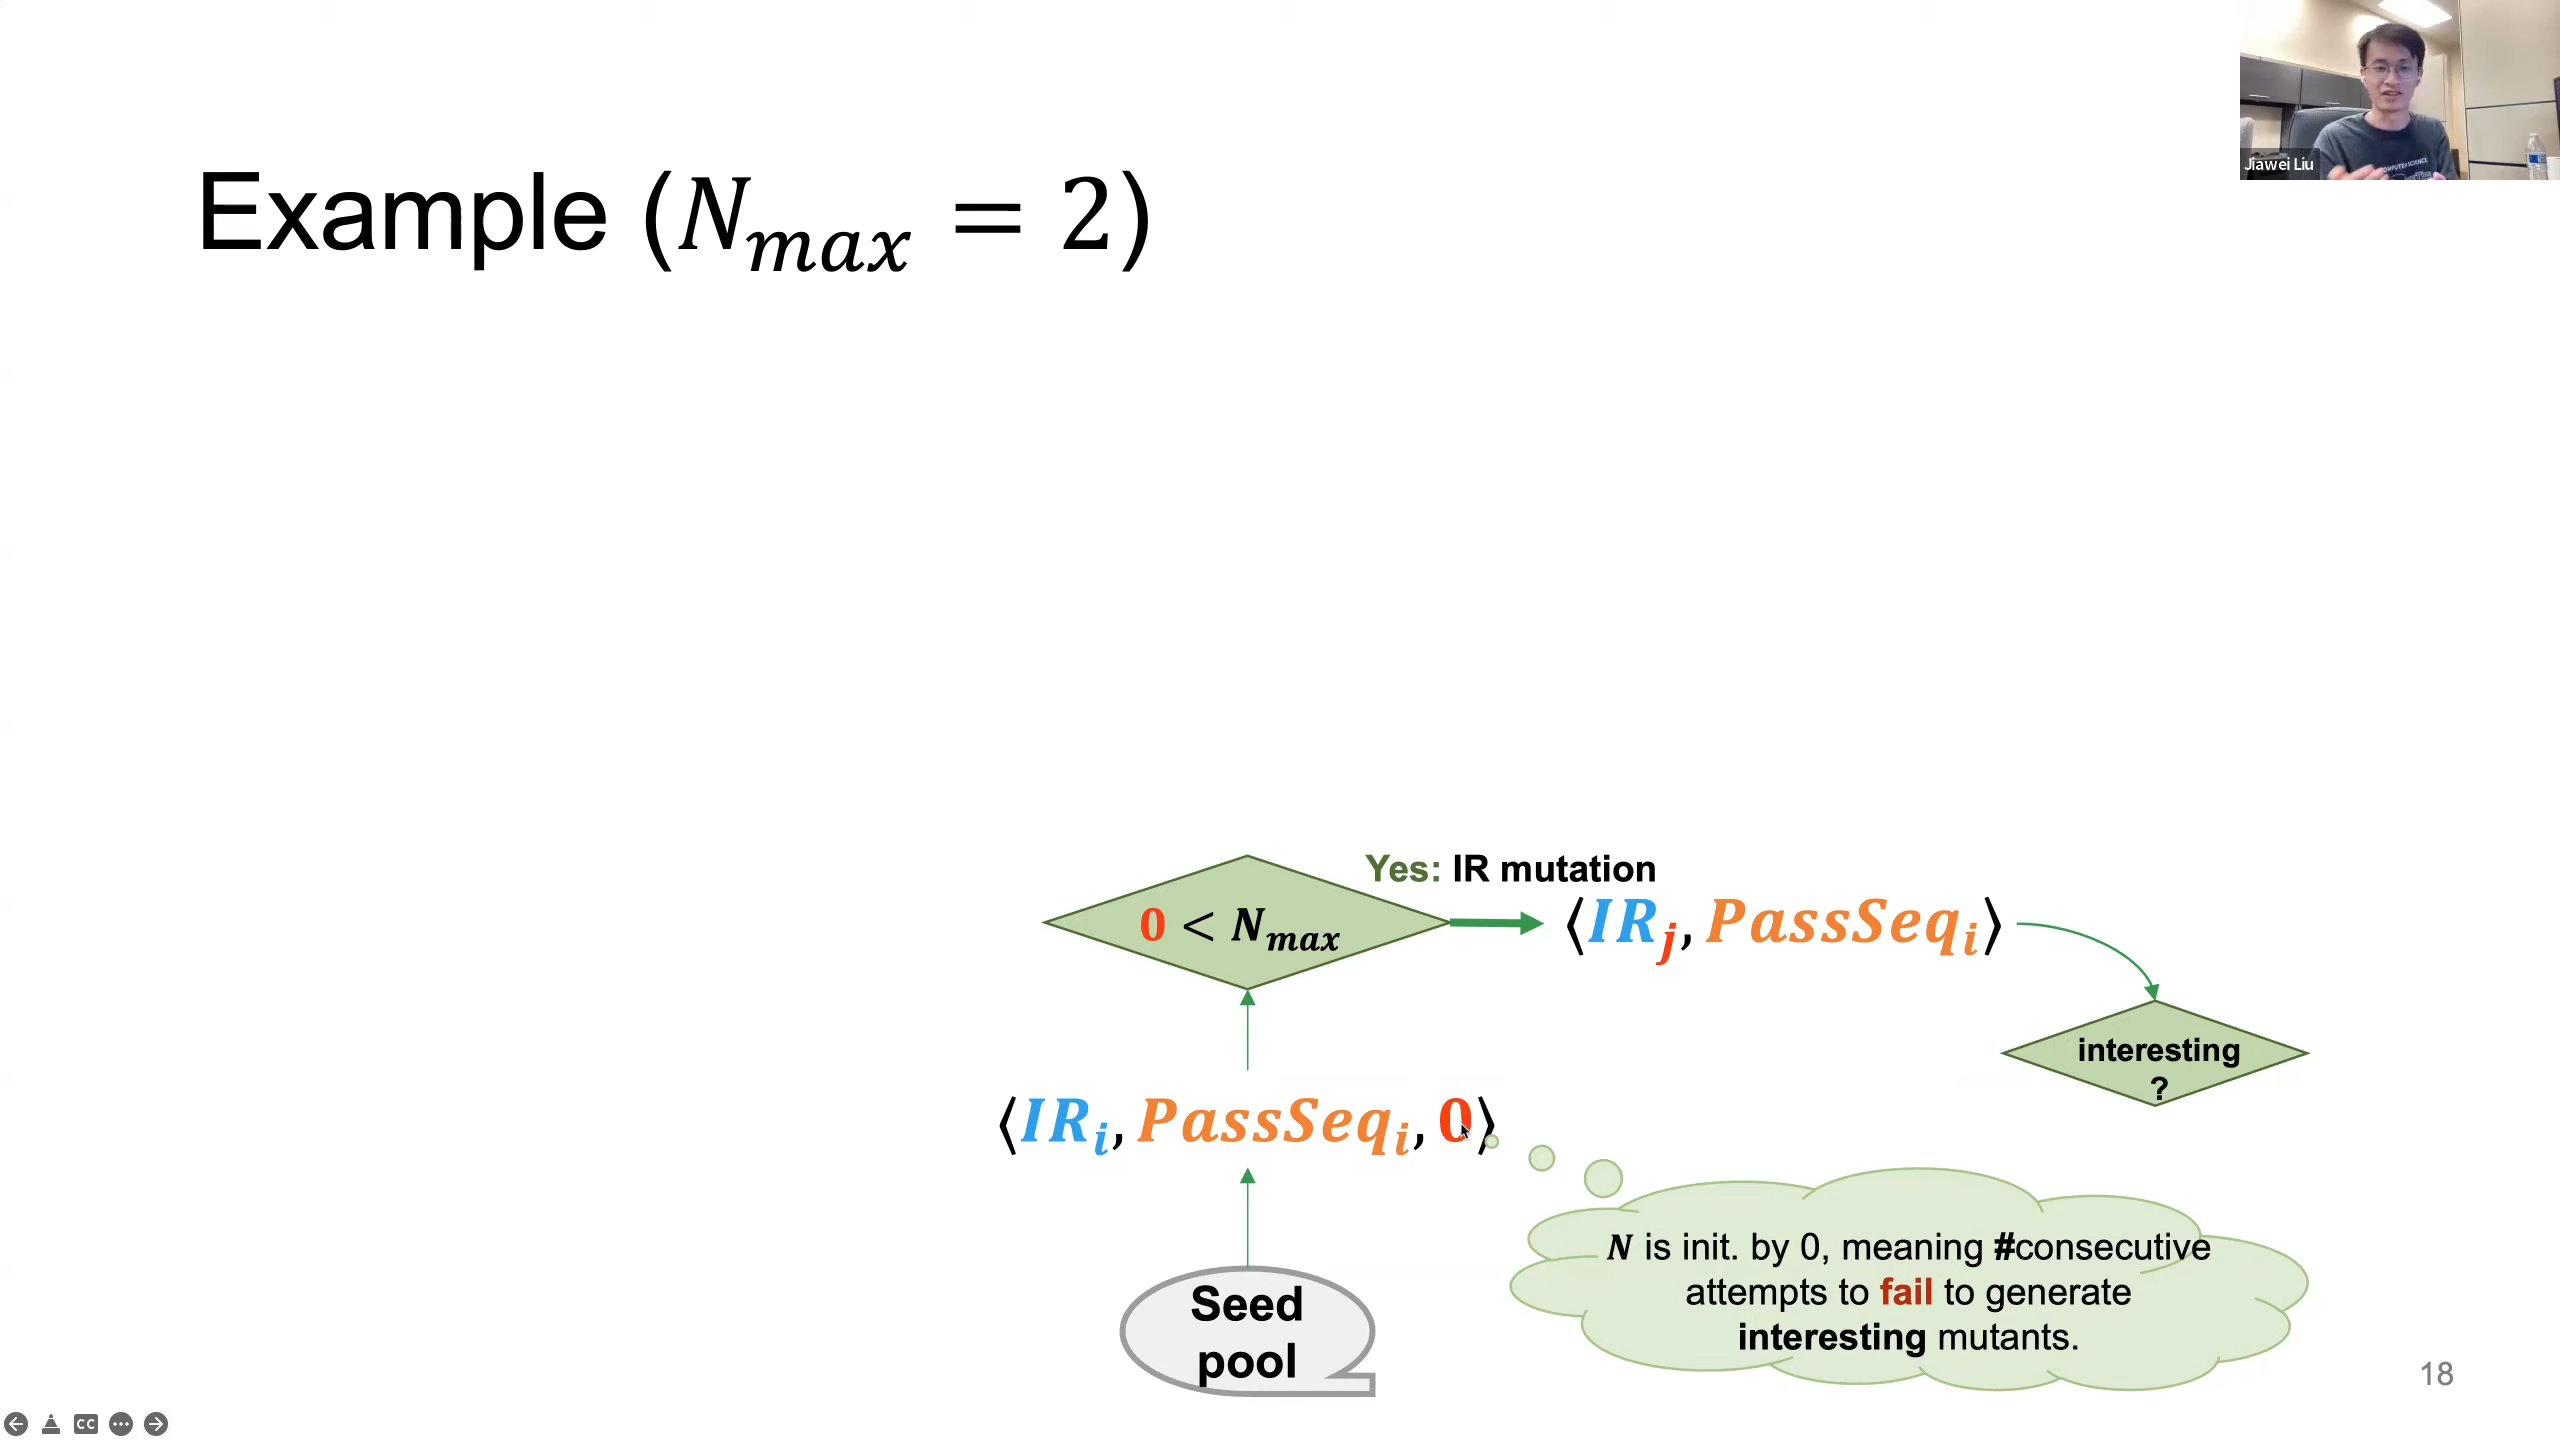 Jiawei Liu
Example (N_max = 2)
Yes: IR mutation
0 < N_max
⟨IR_j, PassSeq_i⟩
interesting
?
⟨IR_i, PassSeq_i, 0⟩
N is init. by 0, meaning #consecutive
attempts to fail to generate
interesting mutants.
Seed
pool
18
CC